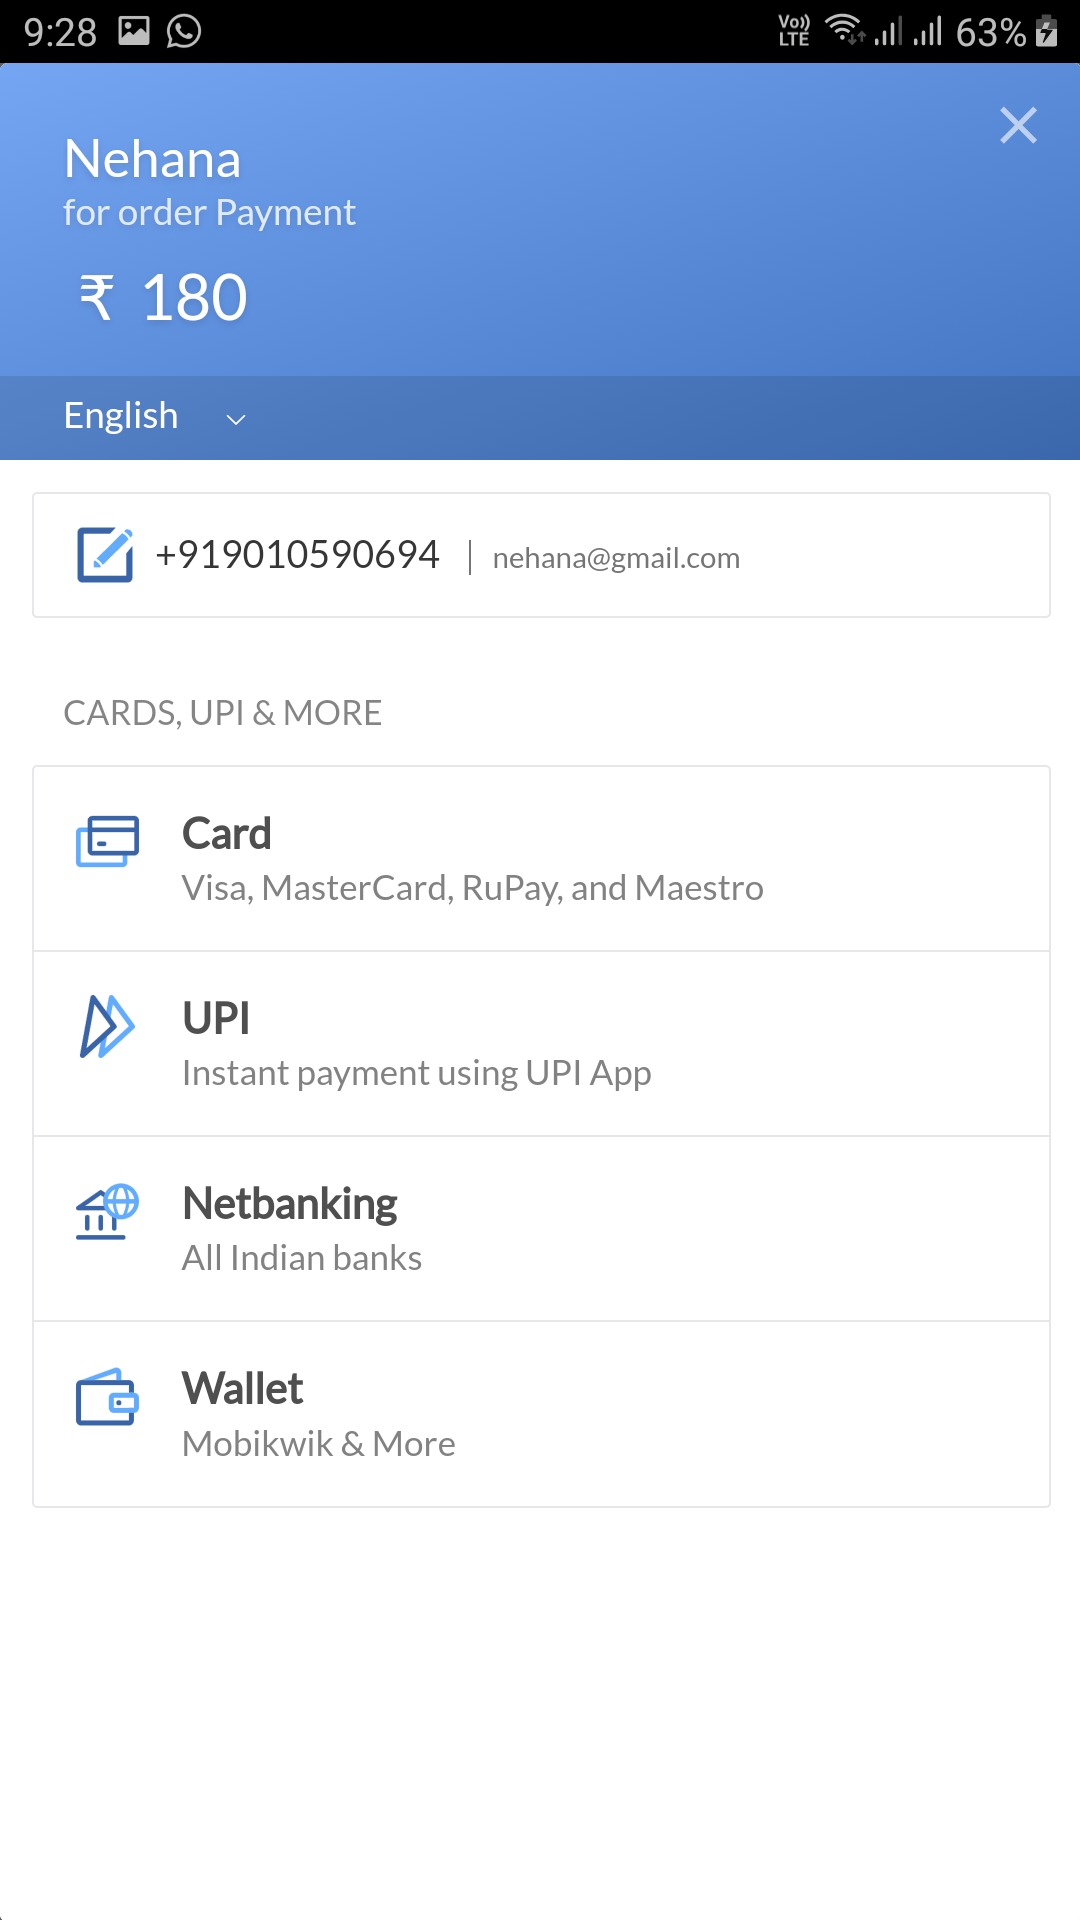 9:28 Vo)) LTE 63%
Nehana
for order Payment
₹ 180
English
+919010590694 | nehana@gmail.com
CARDS, UPI & MORE
Card
Visa, MasterCard, RuPay, and Maestro
UPI
Instant payment using UPI App
Netbanking
All Indian banks
Wallet
Mobikwik & More